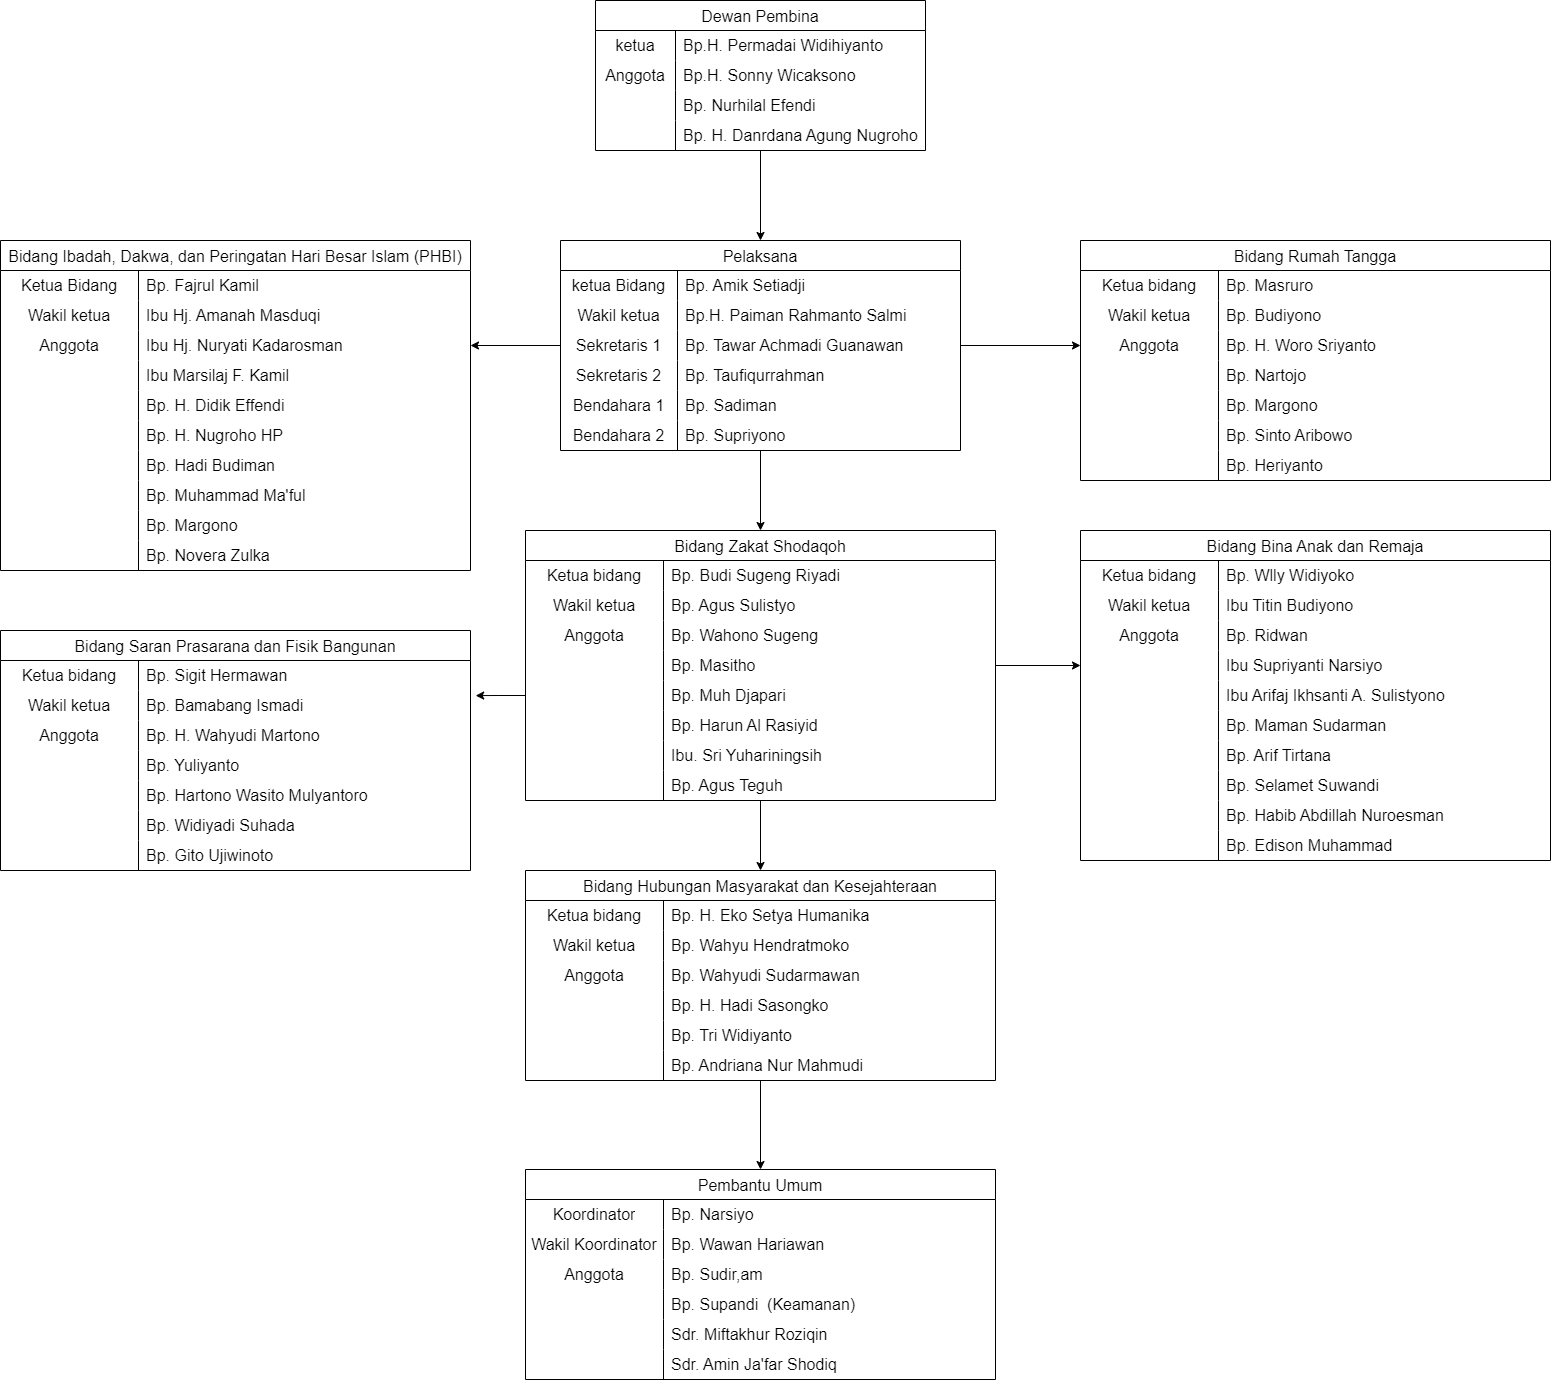 Dewan Pembina
ketua Bp.H. Permadai Widihiyanto
Anggota Bp.H. Sonny Wicaksono
Bp. Nurhilal Efendi
Bp. H. Danrdana Agung Nugroho
Bidang Ibadah, Dakwa, dan Peringatan Hari Besar Islam (PHBI)
Ketua Bidang Bp. Fajrul Kamil
Wakil ketua Ibu Hj. Amanah Masduqi
Anggota Ibu Hj. Nuryati Kadarosman
Ibu Marsilaj F. Kamil
Bp. H. Didik Effendi
Bp. H. Nugroho HP
Bp. Hadi Budiman
Bp. Muhammad Ma'ful
Bp. Margono
Bp. Novera Zulka
Pelaksana
ketua Bidang Bp. Amik Setiadji
Wakil ketua Bp.H. Paiman Rahmanto Salmi
Sekretaris 1 Bp. Tawar Achmadi Guanawan
Sekretaris 2 Bp. Taufiqurrahman
Bendahara 1 Bp. Sadiman
Bendahara 2 Bp. Supriyono
Bidang Rumah Tangga
Ketua bidang Bp. Masruro
Wakil ketua Bp. Budiyono
Anggota Bp. H. Woro Sriyanto
Bp. Nartojo
Bp. Margono
Bp. Sinto Aribowo
Bp. Heriyanto
Bidang Saran Prasarana dan Fisik Bangunan
Ketua bidang Bp. Sigit Hermawan
Wakil ketua Bp. Bamabang Ismadi
Anggota Bp. H. Wahyudi Martono
Bp. Yuliyanto
Bp. Hartono Wasito Mulyantoro
Bp. Widiyadi Suhada
Bp. Gito Ujiwinoto
Bidang Zakat Shodaqoh
Ketua bidang Bp. Budi Sugeng Riyadi
Wakil ketua Bp. Agus Sulistyo
Anggota Bp. Wahono Sugeng
Bp. Masitho
Bp. Muh Djapari
Bp. Harun Al Rasiyid
Ibu. Sri Yuhariningsih
Bp. Agus Teguh
Bidang Bina Anak dan Remaja
Ketua bidang Bp. Wlly Widiyoko
Wakil ketua Ibu Titin Budiyono
Anggota Bp. Ridwan
Ibu Supriyanti Narsiyo
Ibu Arifaj Ikhsanti A. Sulistyono
Bp. Maman Sudarman
Bp. Arif Tirtana
Bp. Selamet Suwandi
Bp. Habib Abdillah Nuroesman
Bp. Edison Muhammad
Bidang Hubungan Masyarakat dan Kesejahteraan
Ketua bidang Bp. H. Eko Setya Humanika
Wakil ketua Bp. Wahyu Hendratmoko
Anggota Bp. Wahyudi Sudarmawan
Bp. H. Hadi Sasongko
Bp. Tri Widiyanto
Bp. Andriana Nur Mahmudi
Pembantu Umum
Koordinator Bp. Narsiyo
Wakil Koordinator Bp. Wawan Hariawan
Anggota Bp. Sudir,am
Bp. Supandi  (Keamanan)
Sdr. Miftakhur Roziqin
Sdr. Amin Ja'far Shodiq